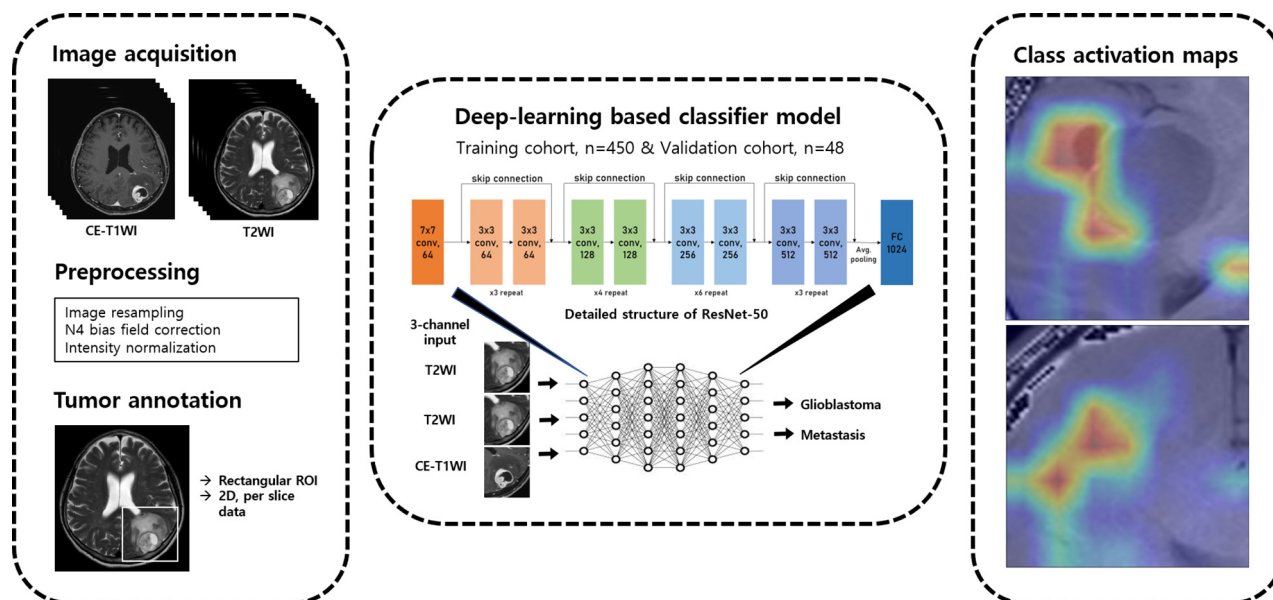 Image acquisition
CE-T1WI
T2WI
Preprocessing
Image resampling
N4 bias field correction
Intensity normalization
Tumor annotation
→ Rectangular ROI
→ 2D, per slice
data
Deep-learning based classifier model
Training cohort, n=450 & Validation cohort, n=48
skip connection
skip connection
skip connection
skip connection
7x7
conv,
64
3x3
conv,
64
3x3
conv,
64
3x3
conv,
128
3x3
conv,
128
3x3
conv,
256
3x3
conv,
256
3x3
conv,
512
3x3
conv,
512
Avg.
pooling
FC
1024
x3 repeat
x4 repeat
x6 repeat
x3 repeat
Detailed structure of ResNet-50
3-channel
input
T2WI
T2WI
CE-T1WI
Glioblastoma
Metastasis
Class activation maps